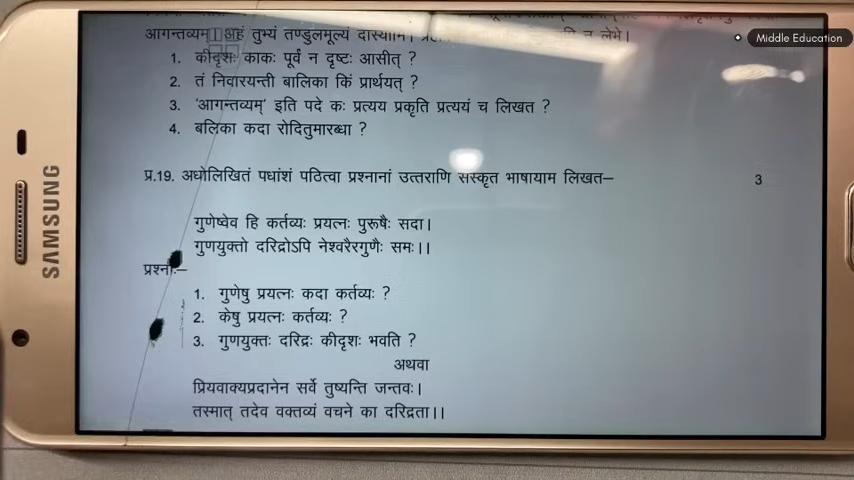 आगन्तव्यम्। अहं तुभ्यं तण्डुलमूल्यं दास्यामि। लेभे।
1. कीदृशः काकः पूर्वं न दृष्टः आसीत् ?
2. तं निवारयन्ती बालिका किं प्रार्थयत् ?
3. 'आगन्तव्यम्' इति पदे कः प्रत्यय प्रकृति प्रत्ययं च लिखत ?
4. बलिका कदा रोदितुमारब्धा ?
प्र.19. अधोलिखितं पधांशं पठित्वा प्रश्नानां उत्तराणि संस्कृत भाषायाम लिखत– 3
गुणेष्वेव हि कर्तव्यः प्रयत्नः पुरूषैः सदा।
गुणयुक्तो दरिद्रोऽपि नेश्वरैरगुणैः समः।।
प्रश्नाः–
1. गुणेषु प्रयत्नः कदा कर्तव्यः ?
2. केषु प्रयत्नः कर्तव्यः ?
3. गुणयुक्तः दरिद्रः कीदृशः भवति ?
अथवा
प्रियवाक्यप्रदानेन सर्वे तुष्यन्ति जन्तवः।
तस्मात् तदेव वक्तव्यं वचने का दरिद्रता।।
SAMSUNG
Middle Education